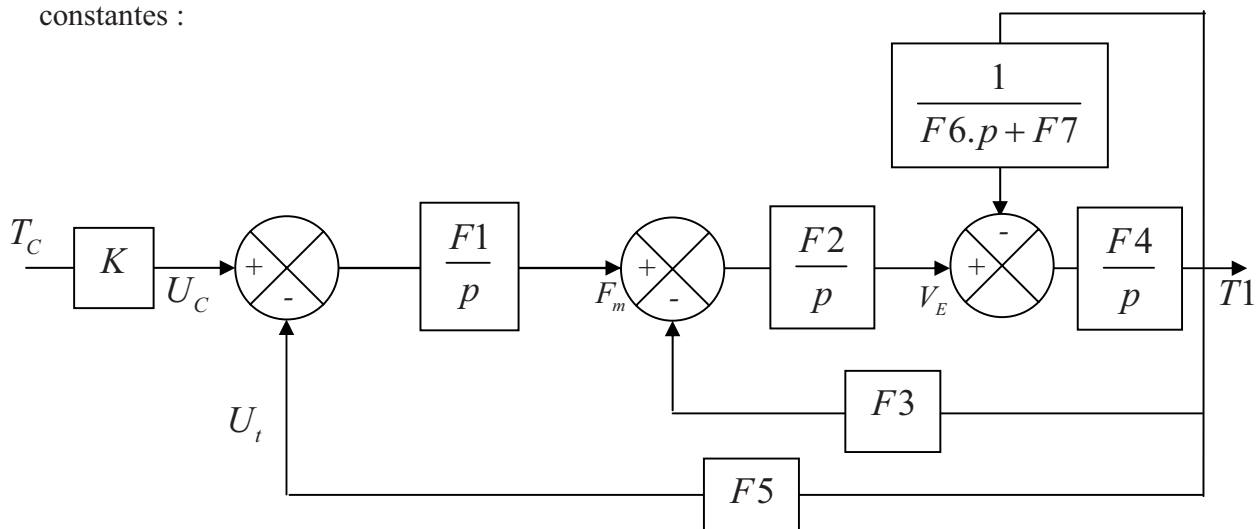 constantes :
1
F6.p + F7
T_C
K
U_C
+
-
F1
p
F_m
+
-
F2
p
V_E
-
+
F4
p
T1
F3
U_t
F5